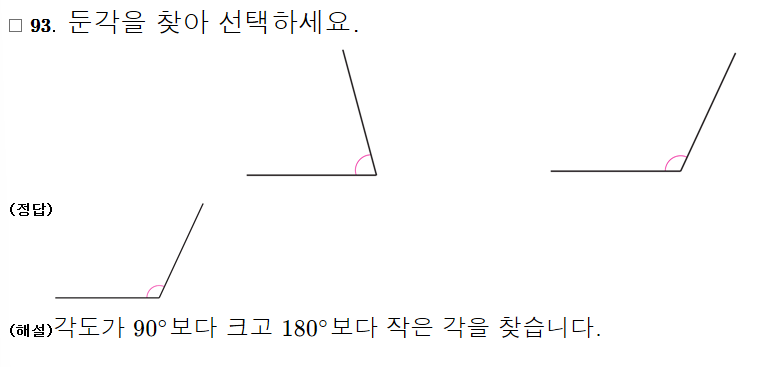 □ 93. 둔각을 찾아 선택하세요.
(정답)
(해설)각도가 90°보다 크고 180°보다 작은 각을 찾습니다.